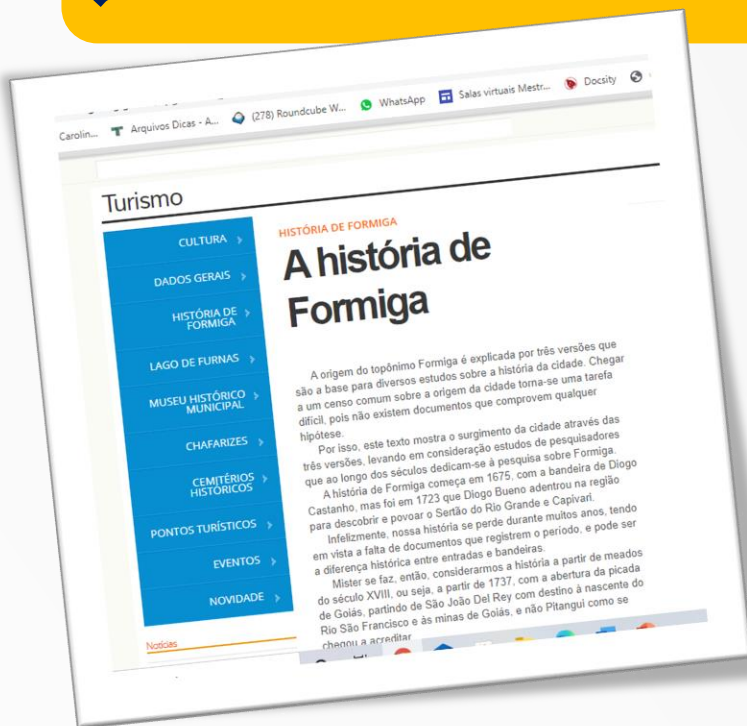 Carolin... Arquivos Dicas - A... (278) Roundcube W... WhatsApp Salas virtuais Mestr... Docsity
Turismo
CULTURA
DADOS GERAIS
HISTÓRIA DE
FORMIGA
LAGO DE FURNAS
MUSEU HISTÓRICO
MUNICIPAL
CHAFARIZES
CEMITÉRIOS
HISTÓRICOS
PONTOS TURÍSTICOS
EVENTOS
NOVIDADE
Notícias
HISTÓRIA DE FORMIGA
A história de
Formiga
A origem do topônimo Formiga é explicada por três versões que
são a base para diversos estudos sobre a história da cidade. Chegar
a um censo comum sobre a origem da cidade torna-se uma tarefa
difícil, pois não existem documentos que comprovem qualquer
hipótese.
Por isso, este texto mostra o surgimento da cidade através das
três versões, levando em consideração estudos de pesquisadores
que ao longo dos séculos dedicam-se à pesquisa sobre Formiga.
A história de Formiga começa em 1675, com a bandeira de Diogo
Castanho, mas foi em 1723 que Diogo Bueno adentrou na região
para descobrir e povoar o Sertão do Rio Grande e Capivari.
Infelizmente, nossa história se perde durante muitos anos, tendo
em vista a falta de documentos que registrem o período, e pode ser
a diferença histórica entre entradas e bandeiras.
Mister se faz, então, considerarmos a história a partir de meados
do século XVIII, ou seja, a partir de 1737, com a abertura da picada
de Goiás, partindo de São João Del Rey com destino à nascente do
Rio São Francisco e às minas de Goiás, e não Pitangui como se
chegou a acreditar